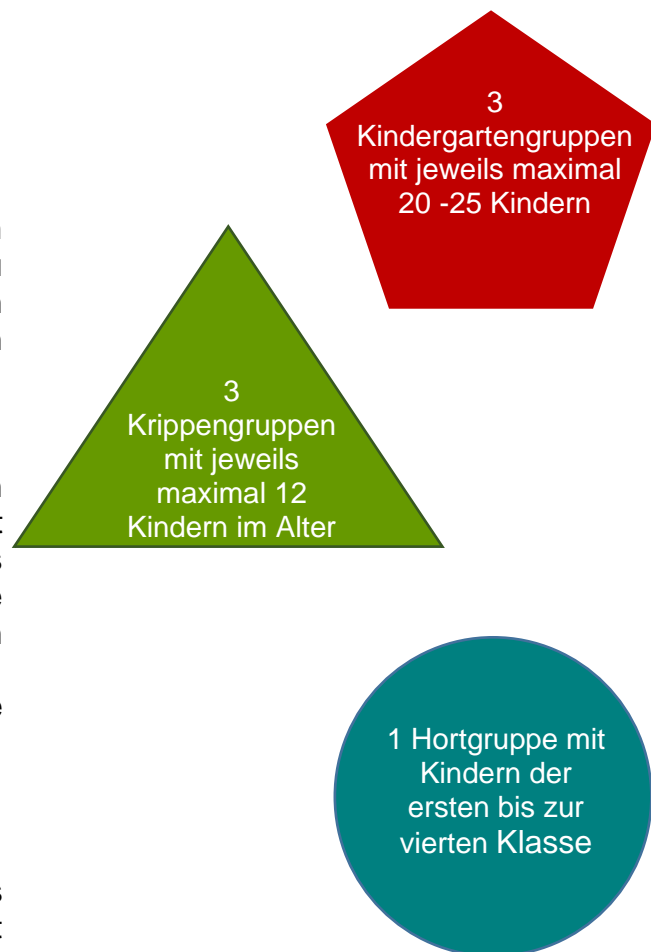 3
Kindergartengruppen
mit jeweils maximal
20 -25 Kindern
3
Krippengruppen
mit jeweils
maximal 12
Kindern im Alter
1 Hortgruppe mit
Kindern der
ersten bis zur
vierten Klasse